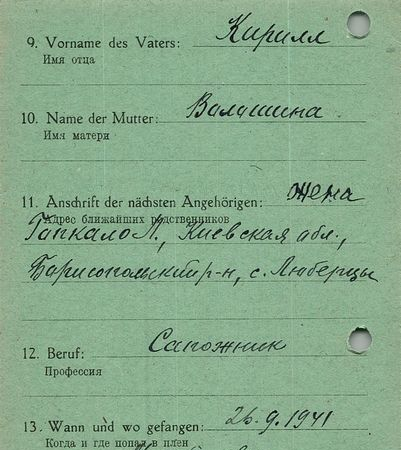 9. Vorname des Vaters: Кирилл
Имя отца
10. Name der Mutter: Валашина
Имя матери
11. Anschrift der nächsten Angehörigen: жена
Адрес ближайших родственников
Гапкало Л., Киевская обл.,
Борисопольский р-н, с. Люберцы
12. Beruf: Сапожник
Профессия
13. Wann und wo gefangen: 26.9.1941
Когда и где попал в плен